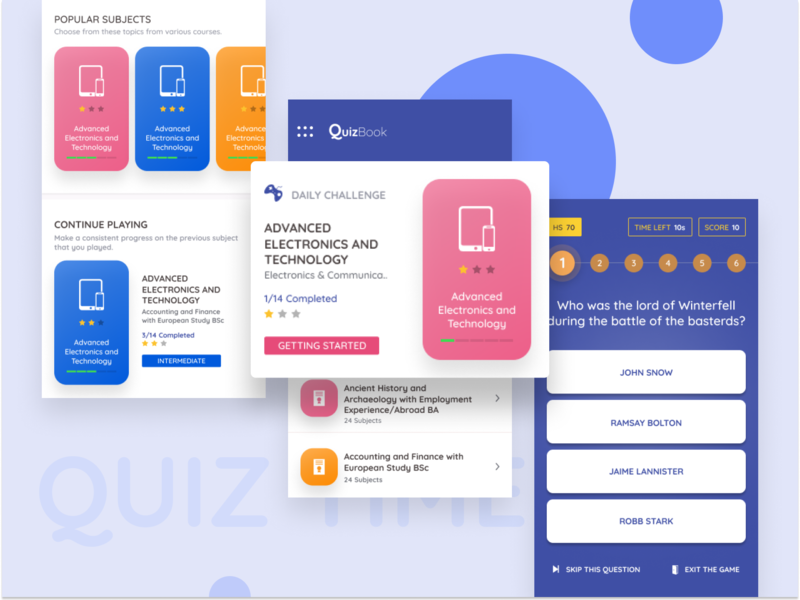 POPULAR SUBJECTS
Choose from these topics from various courses.
Advanced
Electronics and
Technology
Advanced
Electronics and
Technology
Advanc
Electronics
Technolo
CONTINUE PLAYING
Make a consistent progress on the previous subject
that you played.
Advanced
Electronics and
Technology
ADVANCED
ELECTRONICS AND
TECHNOLOGY
Accounting and Finance
with European Study BSc
3/14 Completed
INTERMEDIATE
QuizBook
DAILY CHALLENGE
ADVANCED
ELECTRONICS AND
TECHNOLOGY
Electronics & Communica..
1/14 Completed
GETTING STARTED
Advanced
Electronics and
Technology
Ancient History and
Archaeology with Employment
Experience/Abroad BA
24 Subjects
Accounting and Finance with
European Study BSc
24 Subjects
HS 70
TIME LEFT 10s
SCORE 10
1 2 3 4 5 6
Who was the lord of Winterfell
during the battle of the basterds?
JOHN SNOW
RAMSAY BOLTON
JAIME LANNISTER
ROBB STARK
SKIP THIS QUESTION
EXIT THE GAME
QUIZ TIME